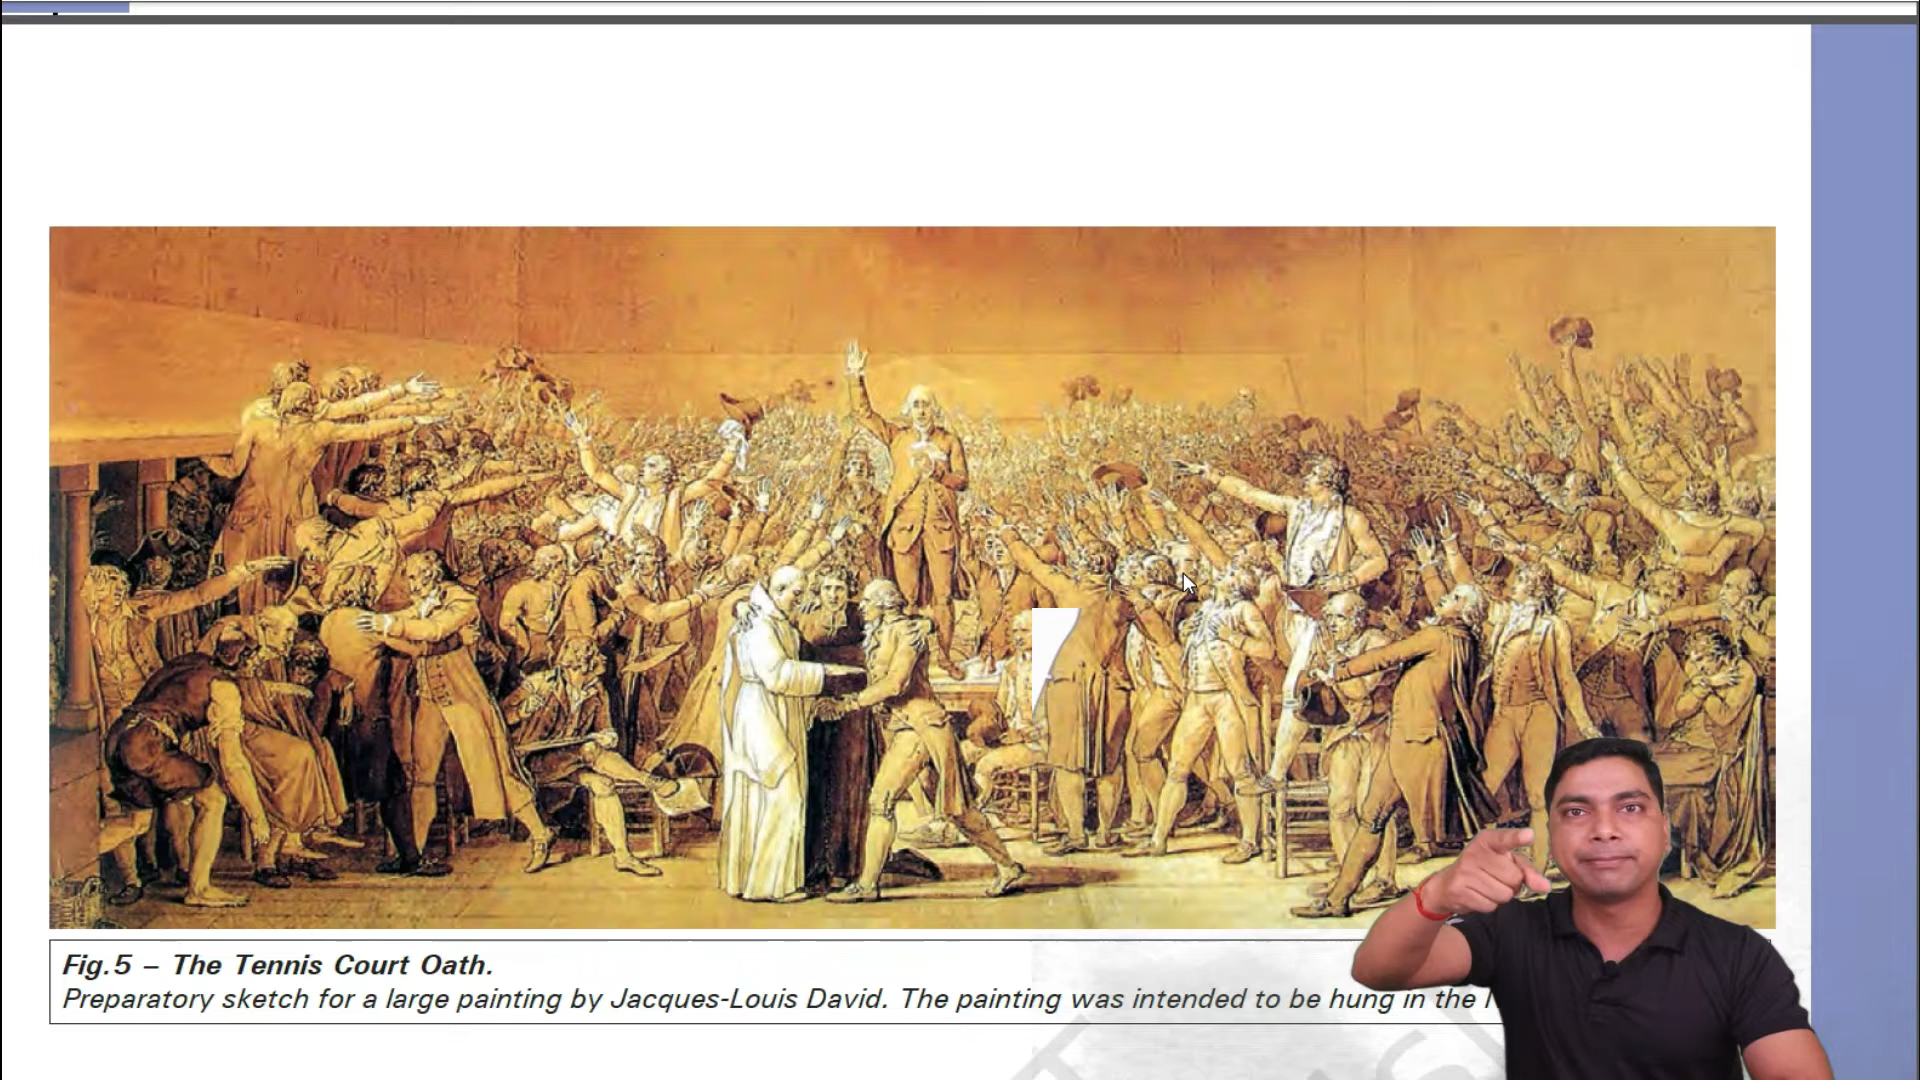 Fig.5 – The Tennis Court Oath.
Preparatory sketch for a large painting by Jacques-Louis David. The painting was intended to be hung in the